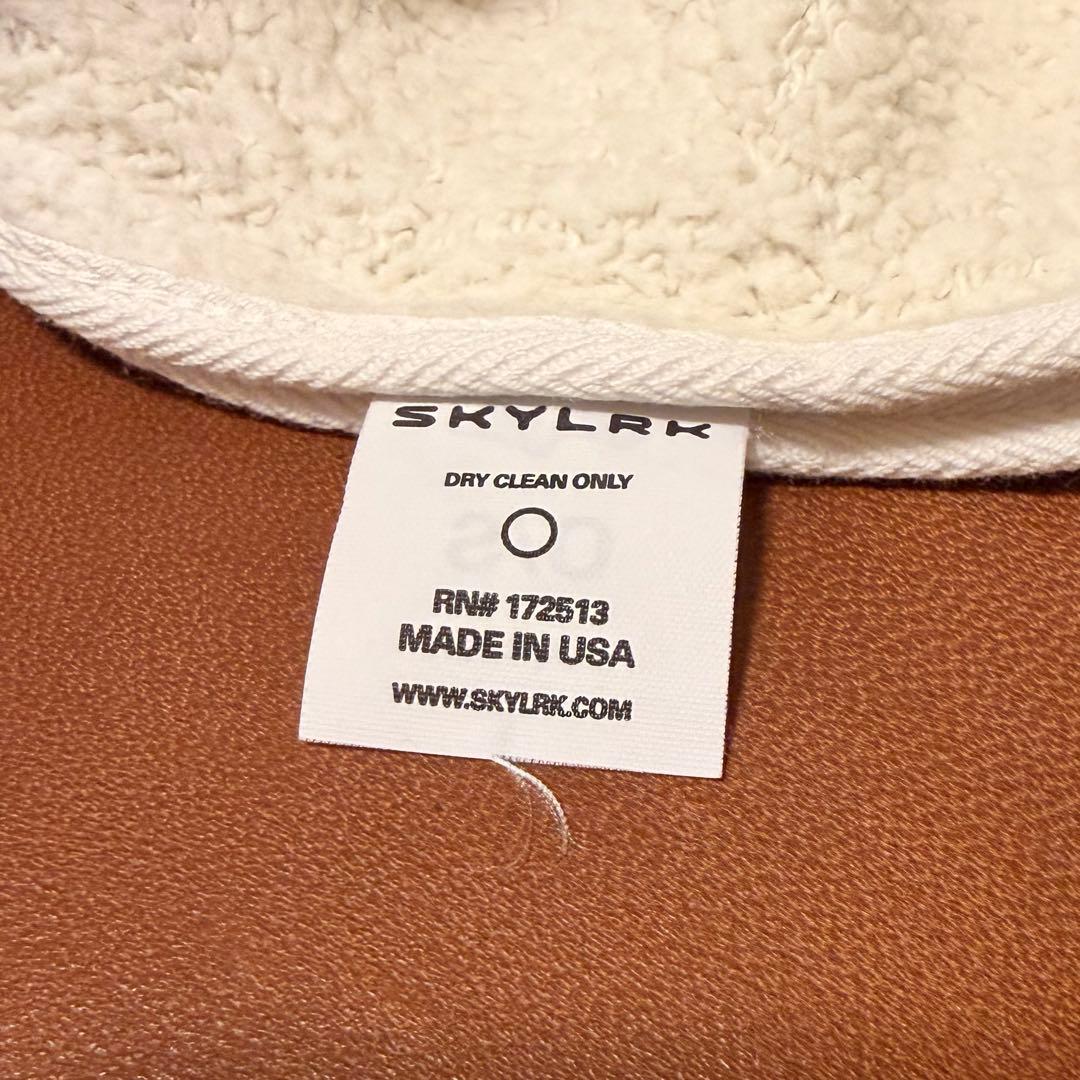 SKYLRK
DRY CLEAN ONLY
RN# 172513
MADE IN USA
WWW.SKYLRK.COM